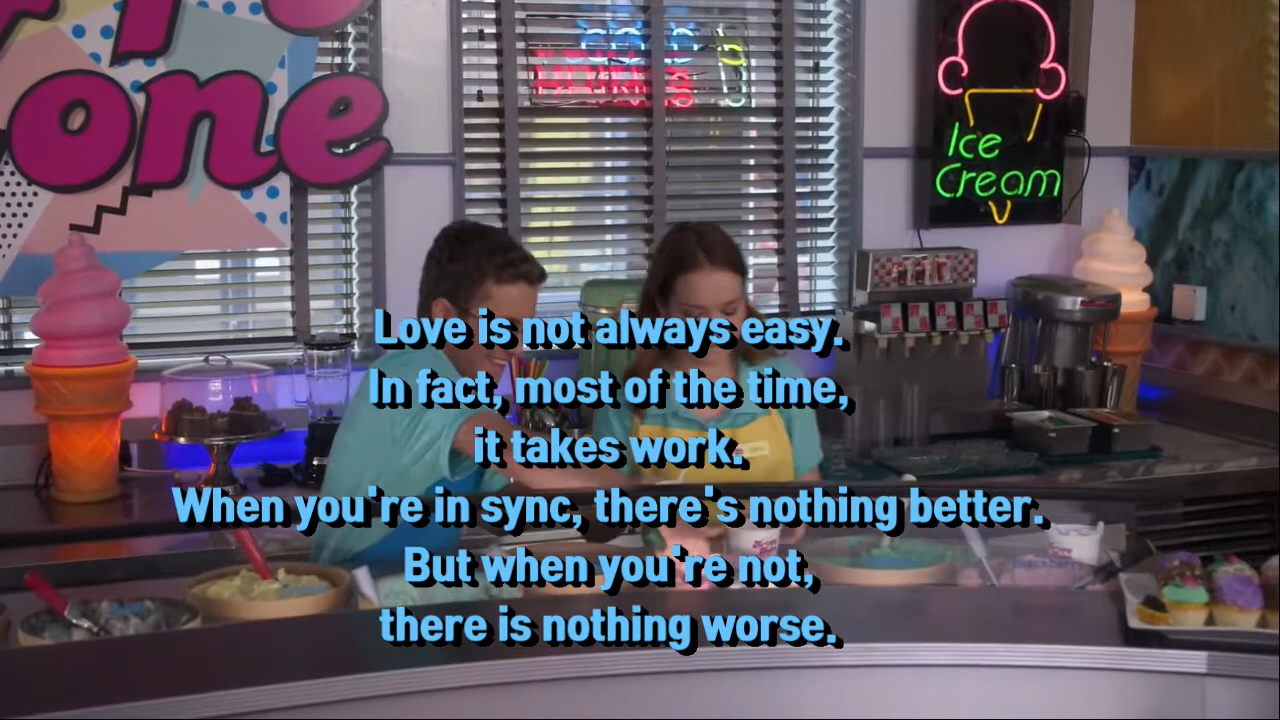 one
Ice
Cream
Love is not always easy.
In fact, most of the time,
it takes work.
When you're in sync, there's nothing better.
But when you're not,
there is nothing worse.